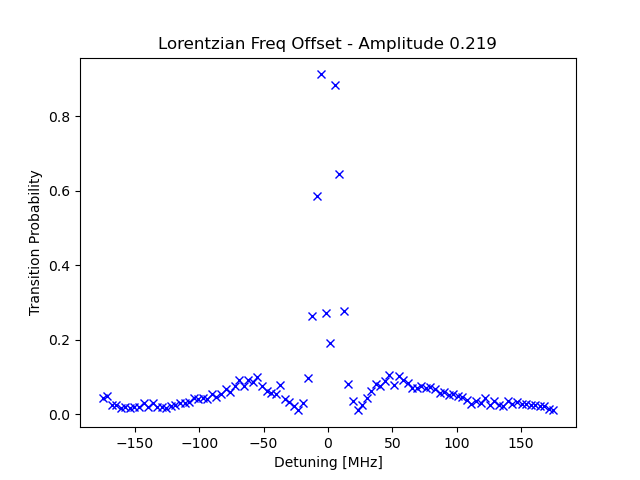 Lorentzian Freq Offset - Amplitude 0.219
Transition Probability
0.8
0.6
0.4
0.2
0.0
−150 −100 −50 0 50 100 150
Detuning [MHz]